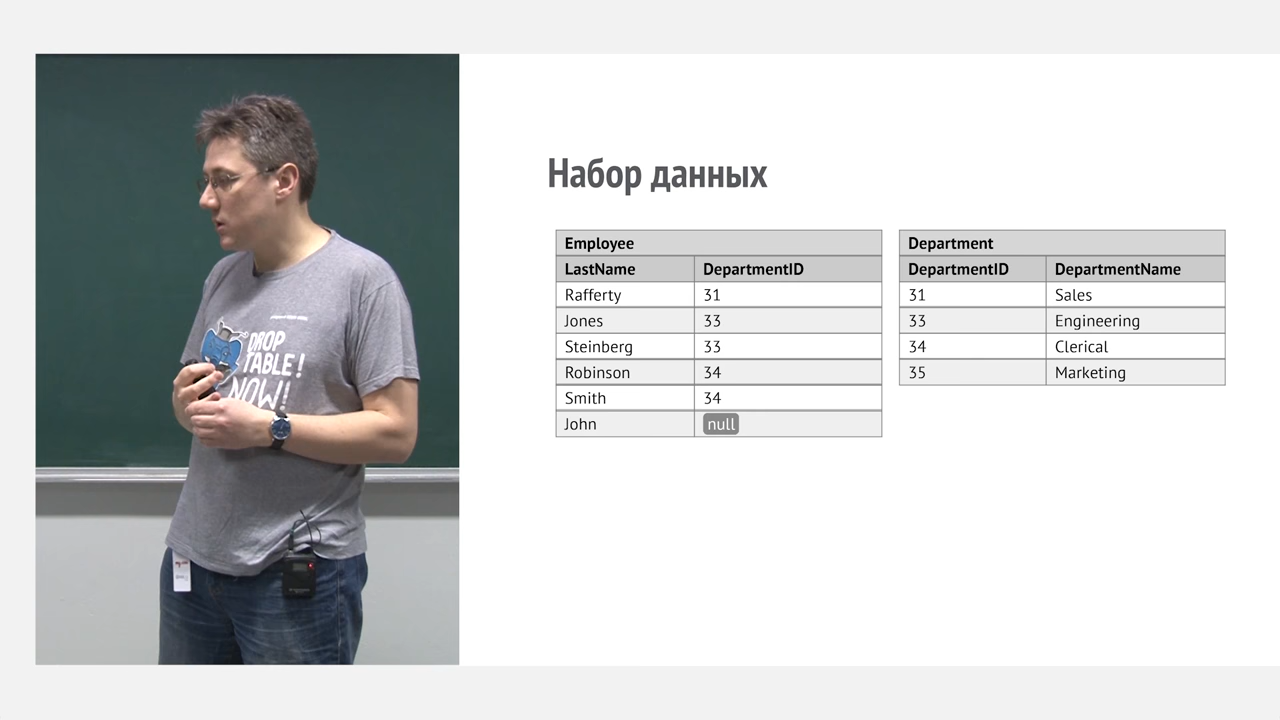 Набор данных
Employee
LastName DepartmentID
Rafferty 31
Jones 33
Steinberg 33
Robinson 34
Smith 34
John null
Department
DepartmentID DepartmentName
31 Sales
33 Engineering
34 Clerical
35 Marketing
DROP
TABLE!
NOW!